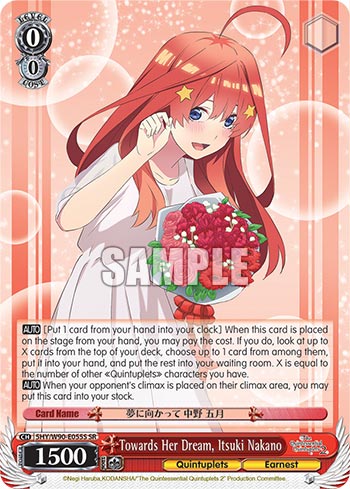 0
0
COST
SAMPLE
AUTO [Put 1 card from your hand into your clock] When this card is placed
on the stage from your hand, you may pay the cost. If you do, look at up to
X cards from the top of your deck, choose up to 1 card from among them,
put it into your hand, and put the rest into your waiting room. X is equal to
the number of other «Quintuplets» characters you have.
AUTO When your opponent's climax is placed on their climax area, you may
put this card into your stock.
Card Name 夢に向かって 中野 五月
CH 5HY/W90-E055S SR
1500
Towards Her Dream, Itsuki Nakano
Quintuplets Earnest
©Negi Haruba,KODANSHA/"The Quintessential Quintuplets 2" Production Committee.